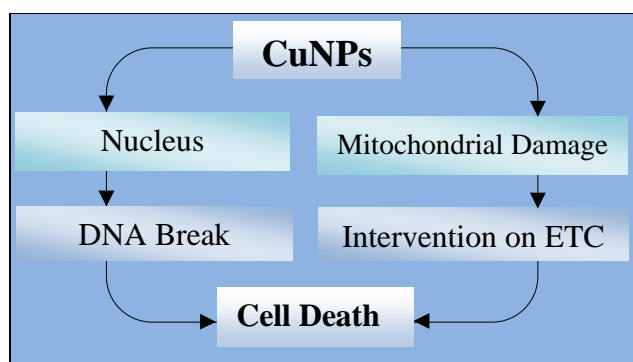 CuNPs
Nucleus
Mitochondrial Damage
DNA Break
Intervention on ETC
Cell Death